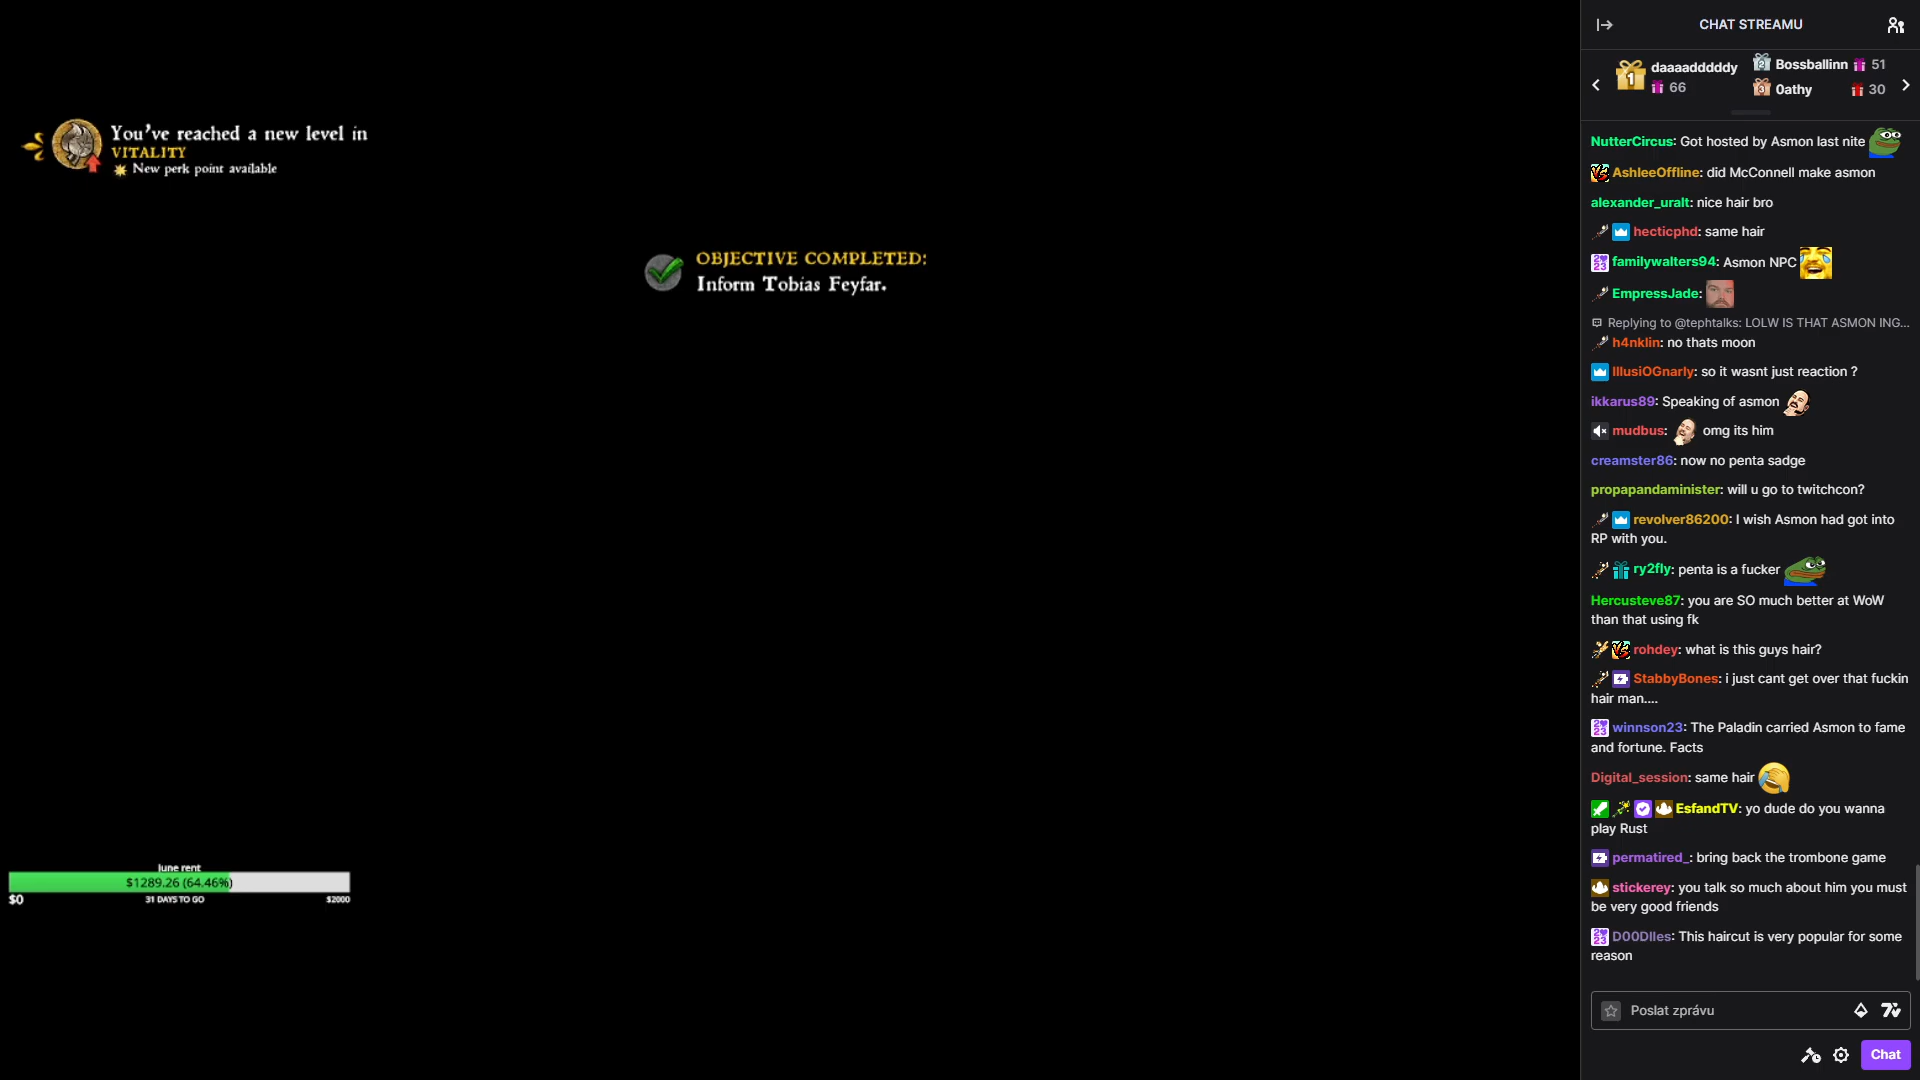 You've reached a new level in
VITALITY
New perk point available
OBJECTIVE COMPLETED:
Inform Tobias Feyfar.
June rent
$1289.26 (64.46%)
$0
31 DAYS TO GO
$2000
CHAT STREAMU
1
daaaadddddy
66
2
Bossballinn
51
3
0athy
30
NutterCircus: Got hosted by Asmon last nite
AshleeOffline: did McConnell make asmon
alexander_uralt: nice hair bro
hecticphd: same hair
familywalters94: Asmon NPC
EmpressJade:
Replying to @tephtalks: LOLW IS THAT ASMON ING...
h4nklin: no thats moon
IllusiOGnarly: so it wasnt just reaction ?
ikkarus89: Speaking of asmon
mudbus: omg its him
creamster86: now no penta sadge
propapandaminister: will u go to twitchcon?
revolver86200: I wish Asmon had got into
RP with you.
ry2fly: penta is a fucker
Hercusteve87: you are SO much better at WoW
than that using fk
rohdey: what is this guys hair?
StabbyBones: i just cant get over that fuckin
hair man....
winnson23: The Paladin carried Asmon to fame
and fortune. Facts
Digital_session: same hair
EsfandTV: yo dude do you wanna
play Rust
permatired_: bring back the trombone game
stickerey: you talk so much about him you must
be very good friends
D00Dlles: This haircut is very popular for some
reason
Poslat zprávu
Chat